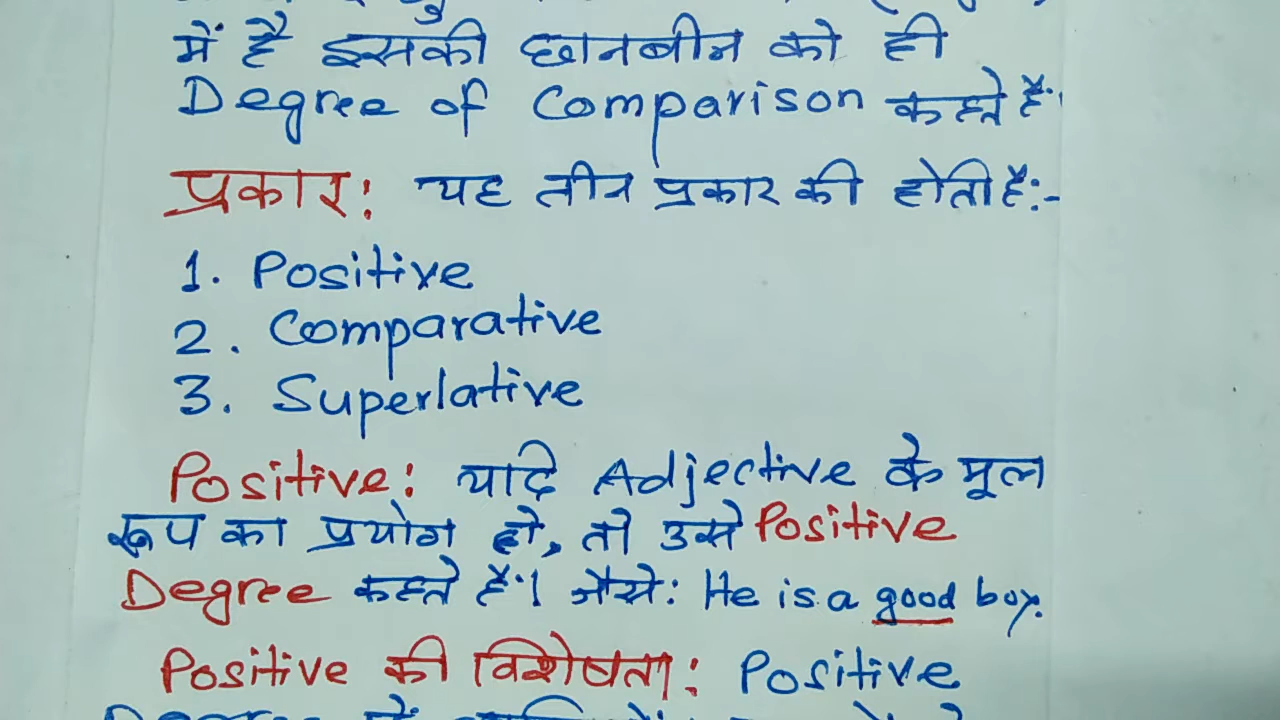 में है इसकी छानबीन को ही
Degree of Comparison कहते हैं।
प्रकार: यह तीन प्रकार की होती है:-
1. Positive
2. Comparative
3. Superlative
Positive: यदि Adjective के मूल
रूप का प्रयोग हो, तो उसे Positive
Degree कहते हैं। जैसे: He is a good boy.
Positive की विशेषता: Positive